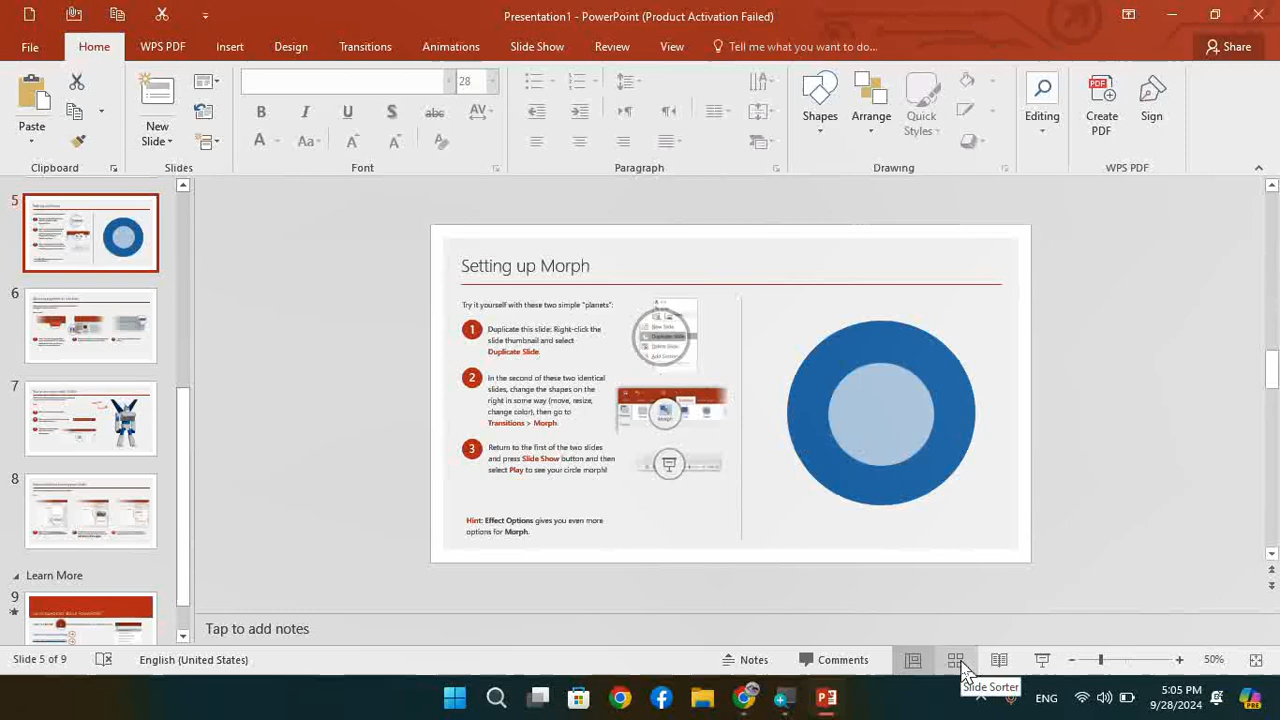 Presentation1 - PowerPoint (Product Activation Failed)
File
Home
WPS PDF
Insert
Design
Transitions
Animations
Slide Show
Review
View
Tell me what you want to do...
Share
Paste
New Slide
28
Shapes
Arrange
Quick Styles
Editing
Create PDF
Sign
Clipboard
Slides
Font
Paragraph
Drawing
WPS PDF
5
6
7
8
Learn More
9
Setting up Morph
Try it yourself with these two simple "planets":
1
Duplicate this slide: Right-click the
slide thumbnail and select
Duplicate Slide.
2
In the second of these two identical
slides, change the shapes on the
right in some way (move, resize,
change color), then go to
Transitions > Morph.
3
Return to the first of the two slides
and press Slide Show button and then
select Play to see your circle morph!
Hint: Effect Options gives you even more
options for Morph.
Duplicate Slide
Morph
Tap to add notes
Slide 5 of 9
English (United States)
Notes
Comments
50%
Slide Sorter
ENG
5:05 PM
9/28/2024